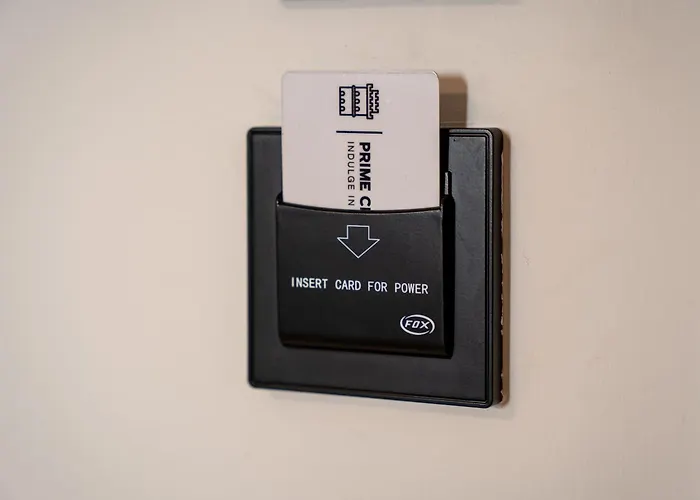 PRIME
INDULGE IN
INSERT CARD FOR POWER
FOX